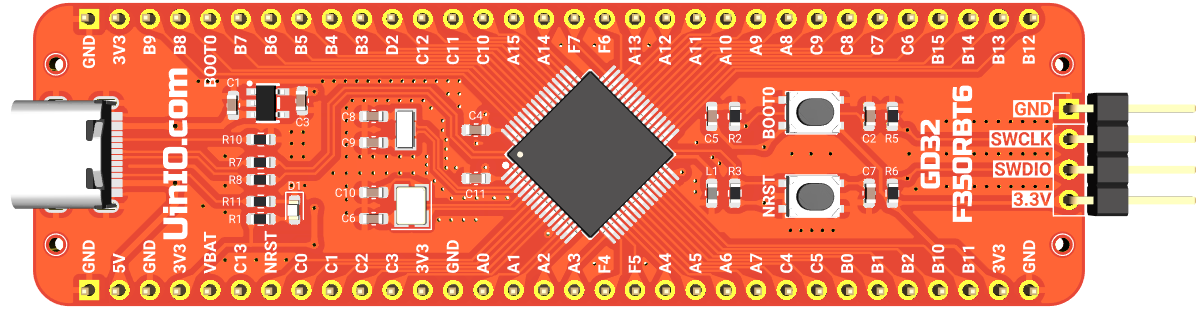 GND 3V3 B9 B8 BOOT0 B7 B6 B5 B4 B3 D2 C12 C11 C10 A15 A14 F7 F6 A13 A12 A11 A10 A9 A8 C9 C8 C7 C6 B15 B14 B13 B12
UinIO.com
C1
C3
R10
R7
R8
R11
R1
D1
C8
C9
C10
C6
C4
C11
C5 R2
BOOT0
C2 R5
L1 R3
NRST
C7 R6
GD32
F350RBT6
GND
SWCLK
SWDIO
3.3V
GND 5V GND 3V3 VBAT C13 NRST C0 C1 C2 C3 3V3 GND A0 A1 A2 A3 F4 F5 A4 A5 A6 A7 C4 C5 B0 B1 B2 B10 B11 3V3 GND